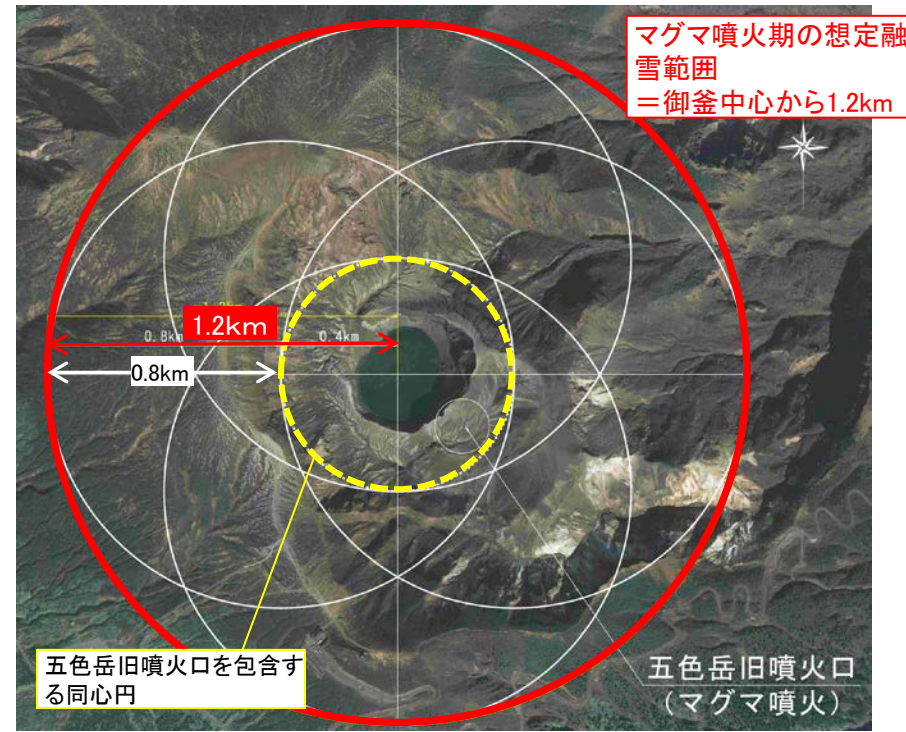 マグマ噴火期の想定融
雪範囲
＝御釜中心から1.2km
1.2km
0.8km
0.4km
0.8km
五色岳旧噴火口を包含す
る同心円
五色岳旧噴火口
（マグマ噴火）